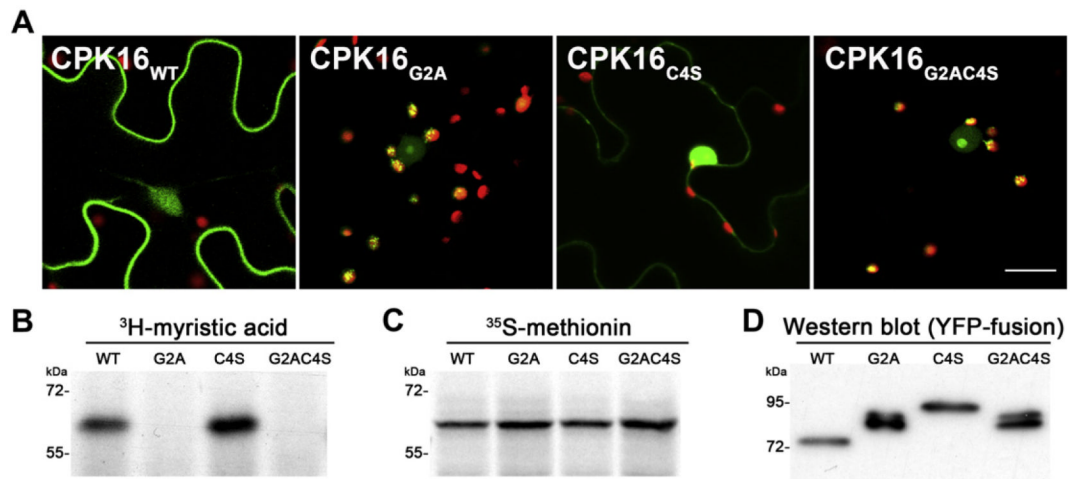 A
CPK16WT
CPK16G2A
CPK16C4S
CPK16G2AC4S
B
³H-myristic acid
WT G2A C4S G2AC4S
kDa
72-
55-
C
³⁵S-methionin
WT G2A C4S G2AC4S
kDa
72-
55-
D
Western blot (YFP-fusion)
WT G2A C4S G2AC4S
kDa
95-
72-